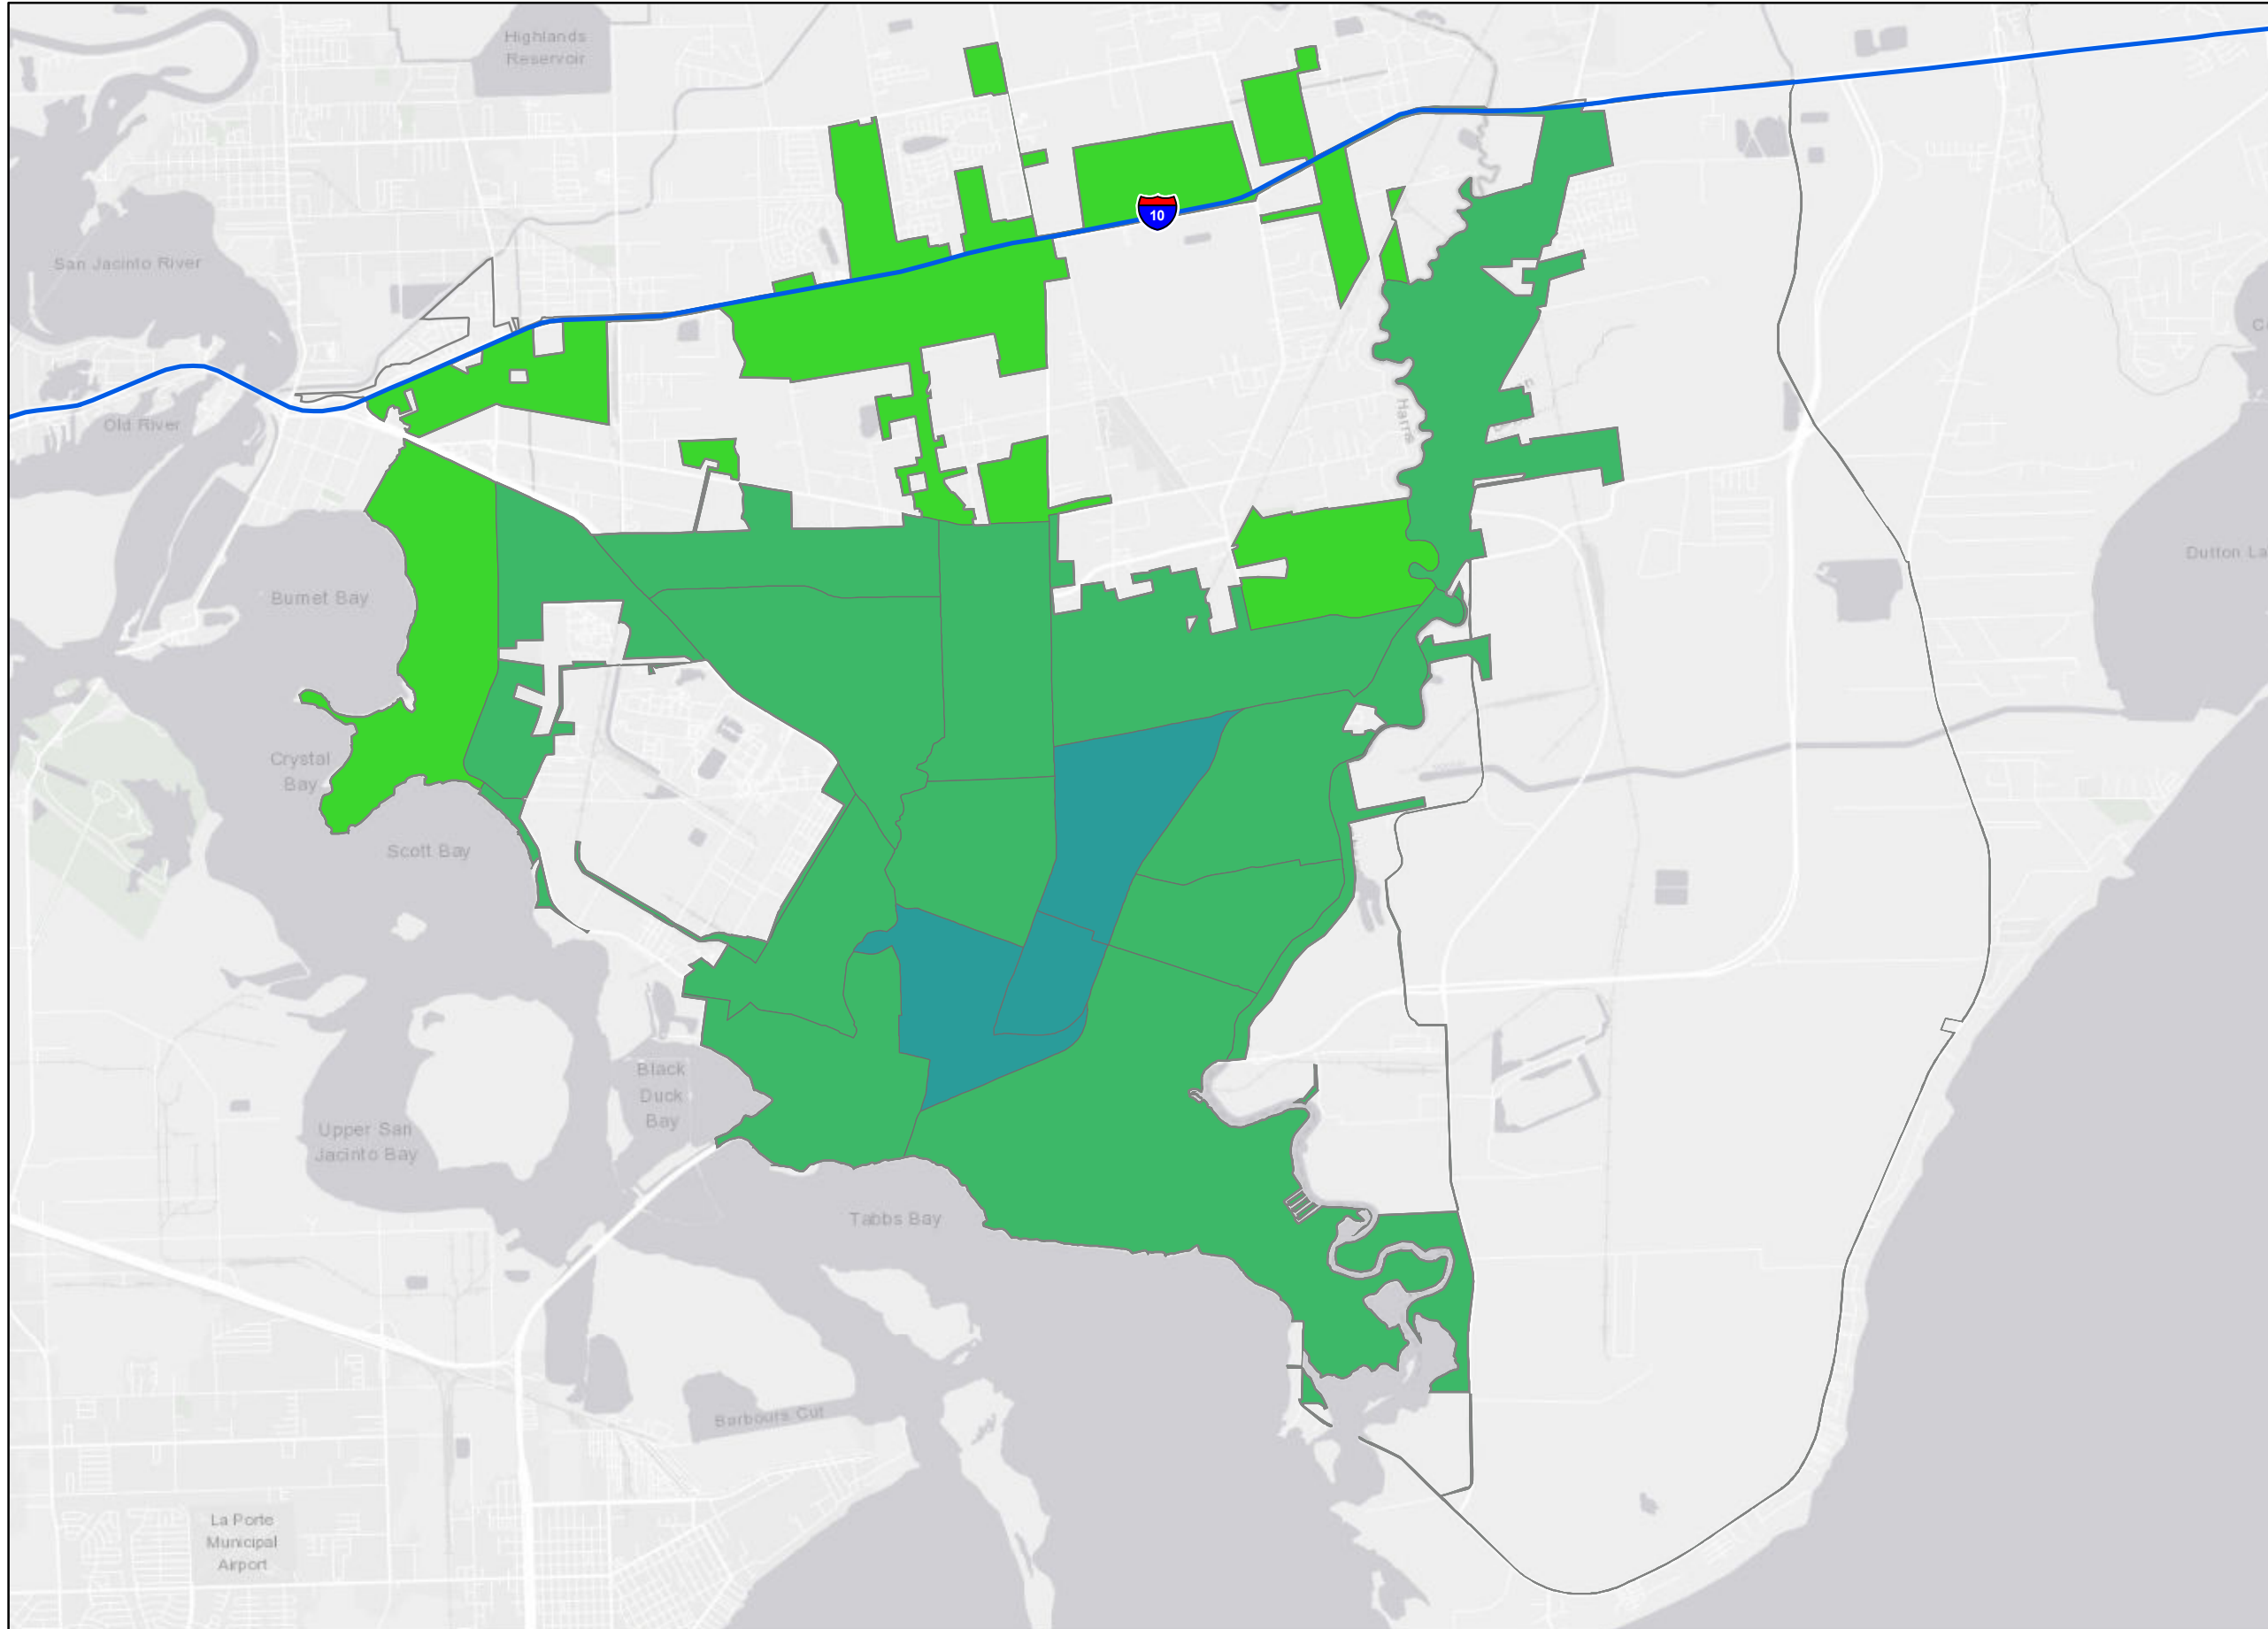 Highlands
Reservoir
10
San Jacinto River
Old River
Harris
Burnet Bay
Dutton La
Crystal
Bay
Scott Bay
Black
Duck
Bay
Upper San
Jacinto Bay
Tabbs Bay
Barbours Cut
La Porte
Municipal
Airport